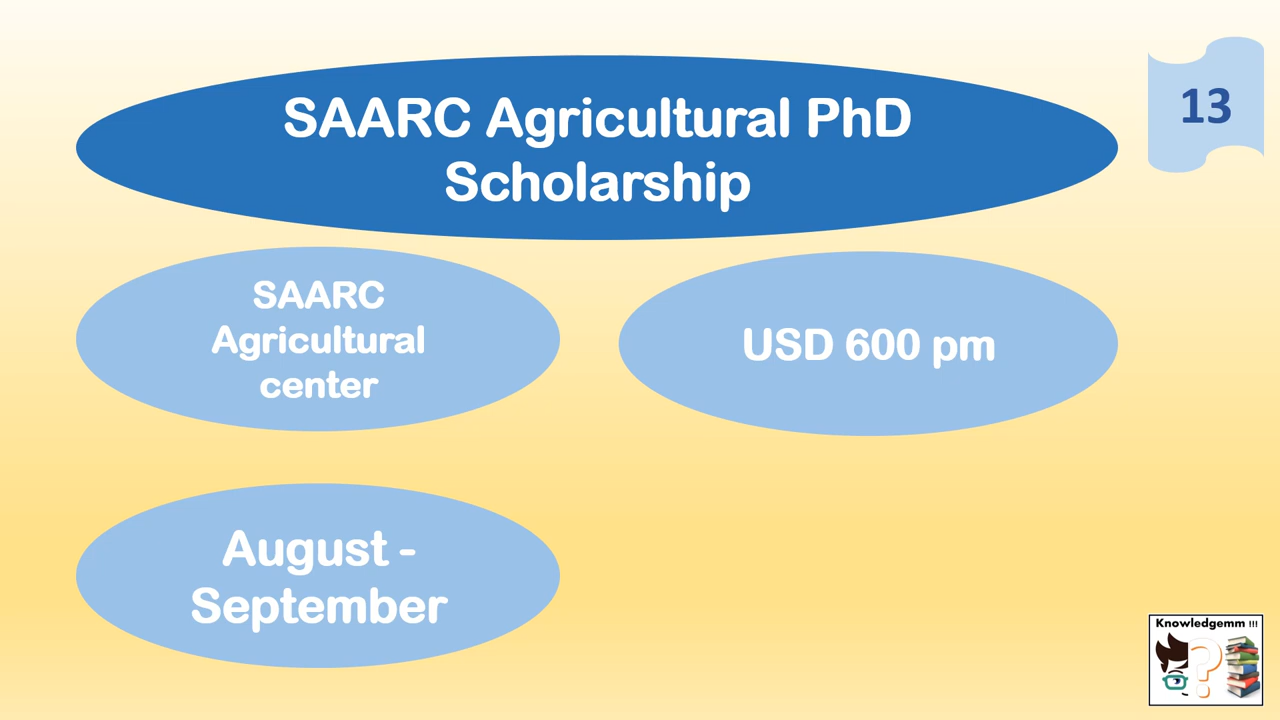 SAARC Agricultural PhD
Scholarship
13
SAARC
Agricultural
center
USD 600 pm
August -
September
Knowledgemm !!!
?